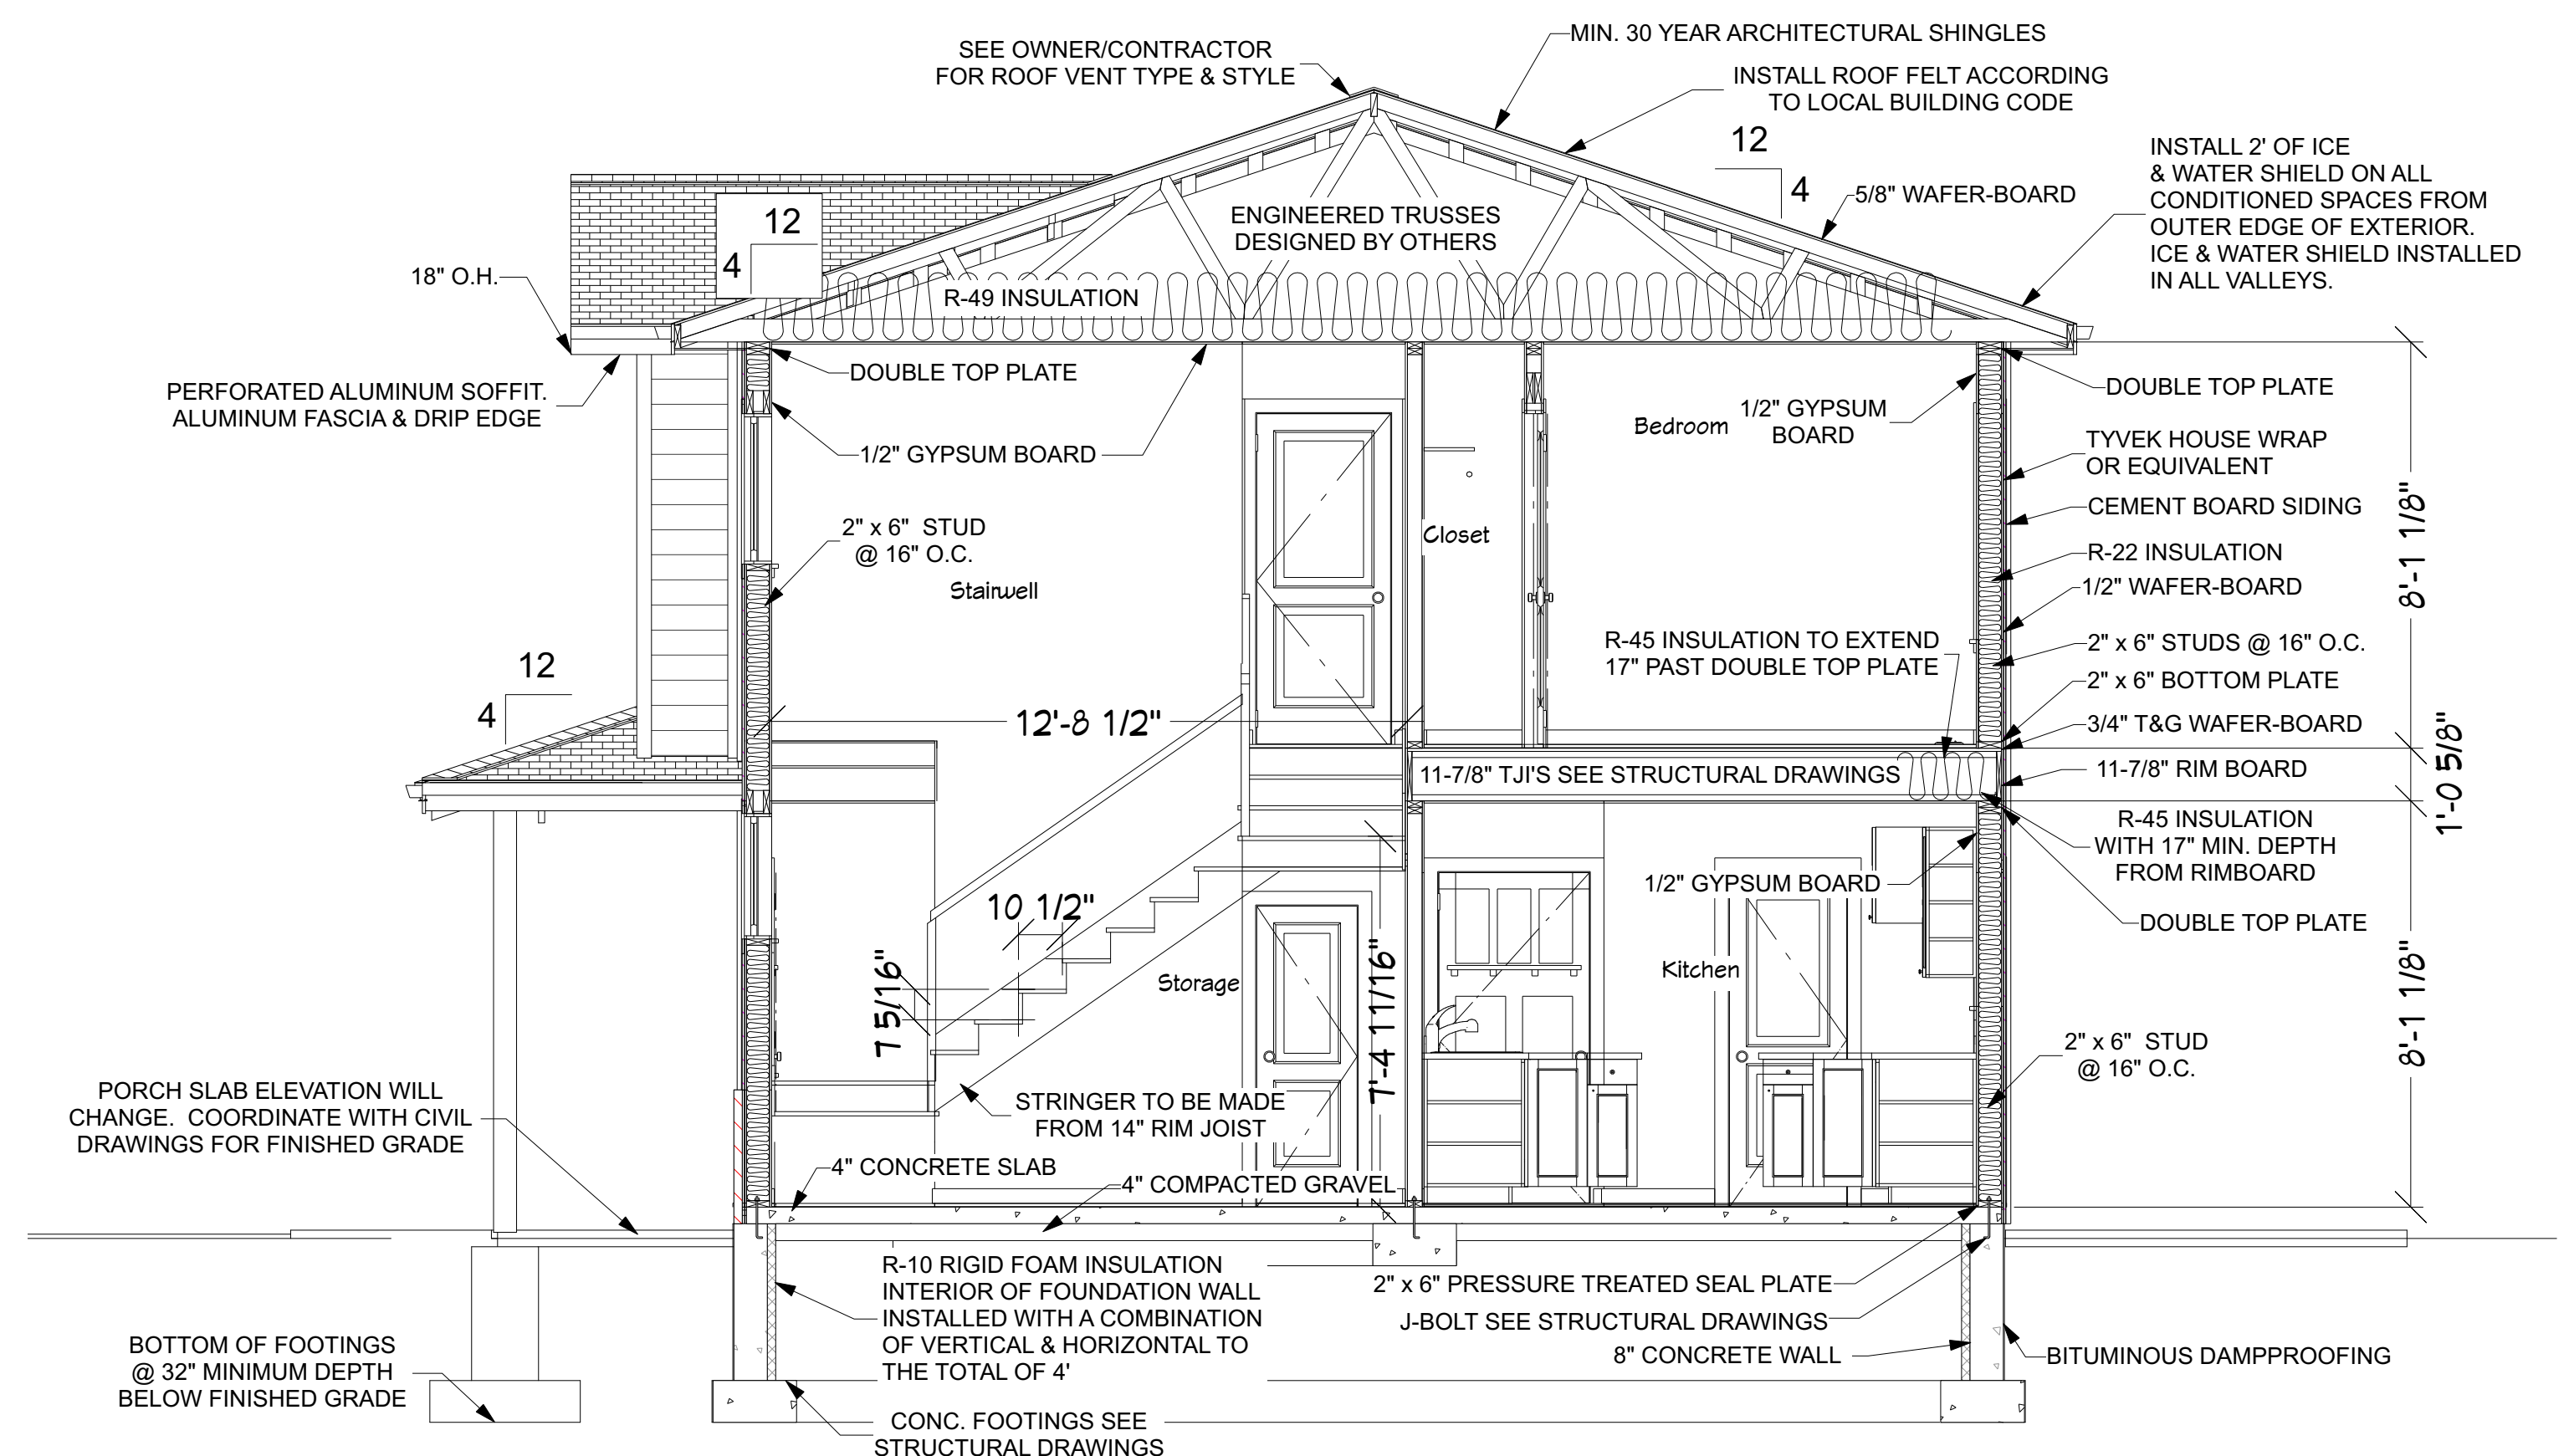 SEE OWNER/CONTRACTOR
FOR ROOF VENT TYPE & STYLE
MIN. 30 YEAR ARCHITECTURAL SHINGLES
INSTALL ROOF FELT ACCORDING
TO LOCAL BUILDING CODE
12
4
5/8" WAFER-BOARD
INSTALL 2' OF ICE
& WATER SHIELD ON ALL
CONDITIONED SPACES FROM
OUTER EDGE OF EXTERIOR.
ICE & WATER SHIELD INSTALLED
IN ALL VALLEYS.
12
4
ENGINEERED TRUSSES
DESIGNED BY OTHERS
18" O.H.
R-49 INSULATION
PERFORATED ALUMINUM SOFFIT.
ALUMINUM FASCIA & DRIP EDGE
DOUBLE TOP PLATE
1/2" GYPSUM BOARD
Bedroom
1/2" GYPSUM
BOARD
DOUBLE TOP PLATE
TYVEK HOUSE WRAP
OR EQUIVALENT
CEMENT BOARD SIDING
8'-1 1/8"
2" x 6" STUD
@ 16" O.C.
Stairwell
Closet
R-22 INSULATION
1/2" WAFER-BOARD
R-45 INSULATION TO EXTEND
17" PAST DOUBLE TOP PLATE
2" x 6" STUDS @ 16" O.C.
2" x 6" BOTTOM PLATE
3/4" T&G WAFER-BOARD
12
4
12'-8 1/2"
11-7/8" TJI'S SEE STRUCTURAL DRAWINGS
11-7/8" RIM BOARD
1'-0 5/8"
R-45 INSULATION
WITH 17" MIN. DEPTH
FROM RIMBOARD
1/2" GYPSUM BOARD
DOUBLE TOP PLATE
10 1/2"
7 5/16"
Storage
7'-4 11/16"
Kitchen
8'-1 1/8"
2" x 6" STUD
@ 16" O.C.
PORCH SLAB ELEVATION WILL
CHANGE. COORDINATE WITH CIVIL
DRAWINGS FOR FINISHED GRADE
STRINGER TO BE MADE
FROM 14" RIM JOIST
4" CONCRETE SLAB
4" COMPACTED GRAVEL
R-10 RIGID FOAM INSULATION
INTERIOR OF FOUNDATION WALL
INSTALLED WITH A COMBINATION
OF VERTICAL & HORIZONTAL TO
THE TOTAL OF 4'
2" x 6" PRESSURE TREATED SEAL PLATE
J-BOLT SEE STRUCTURAL DRAWINGS
8" CONCRETE WALL
BITUMINOUS DAMPPROOFING
BOTTOM OF FOOTINGS
@ 32" MINIMUM DEPTH
BELOW FINISHED GRADE
CONC. FOOTINGS SEE
STRUCTURAL DRAWINGS